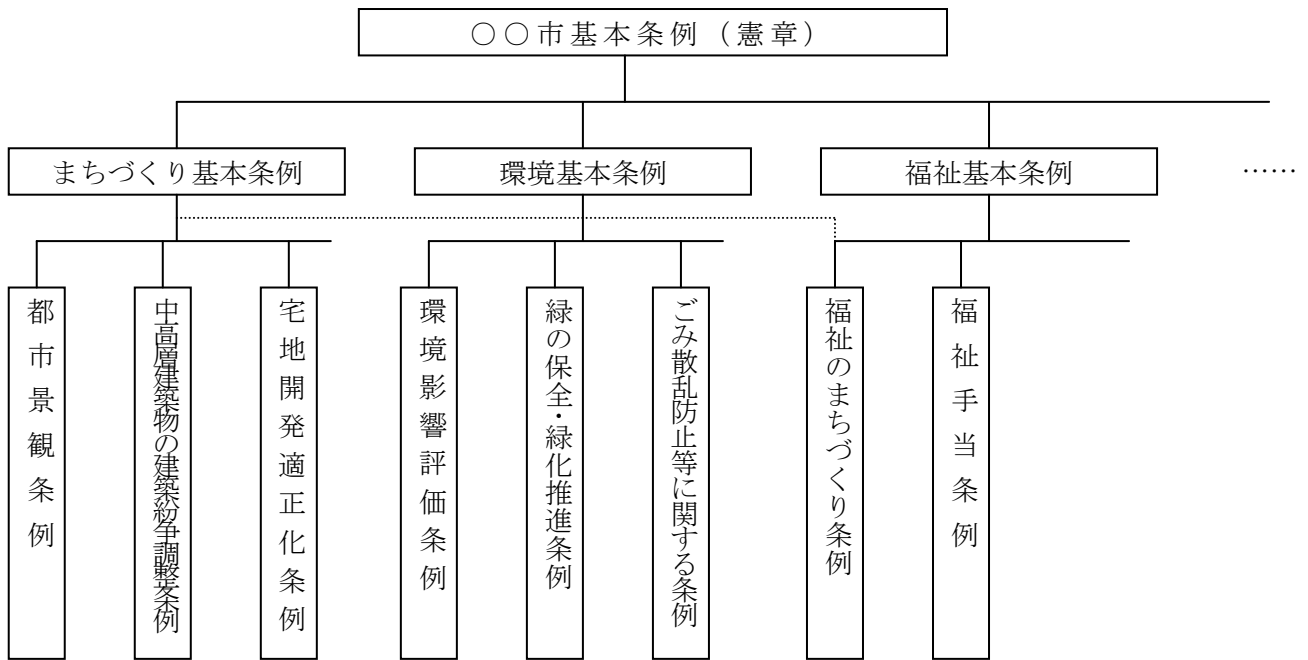 ○○市基本条例（憲章）
まちづくり基本条例
環境基本条例
福祉基本条例
……
都市景観条例
中高層建築物の建築紛争調整条例
宅地開発適正化条例
環境影響評価条例
緑の保全・緑化推進条例
ごみ散乱防止等に関する条例
福祉のまちづくり条例
福祉手当条例